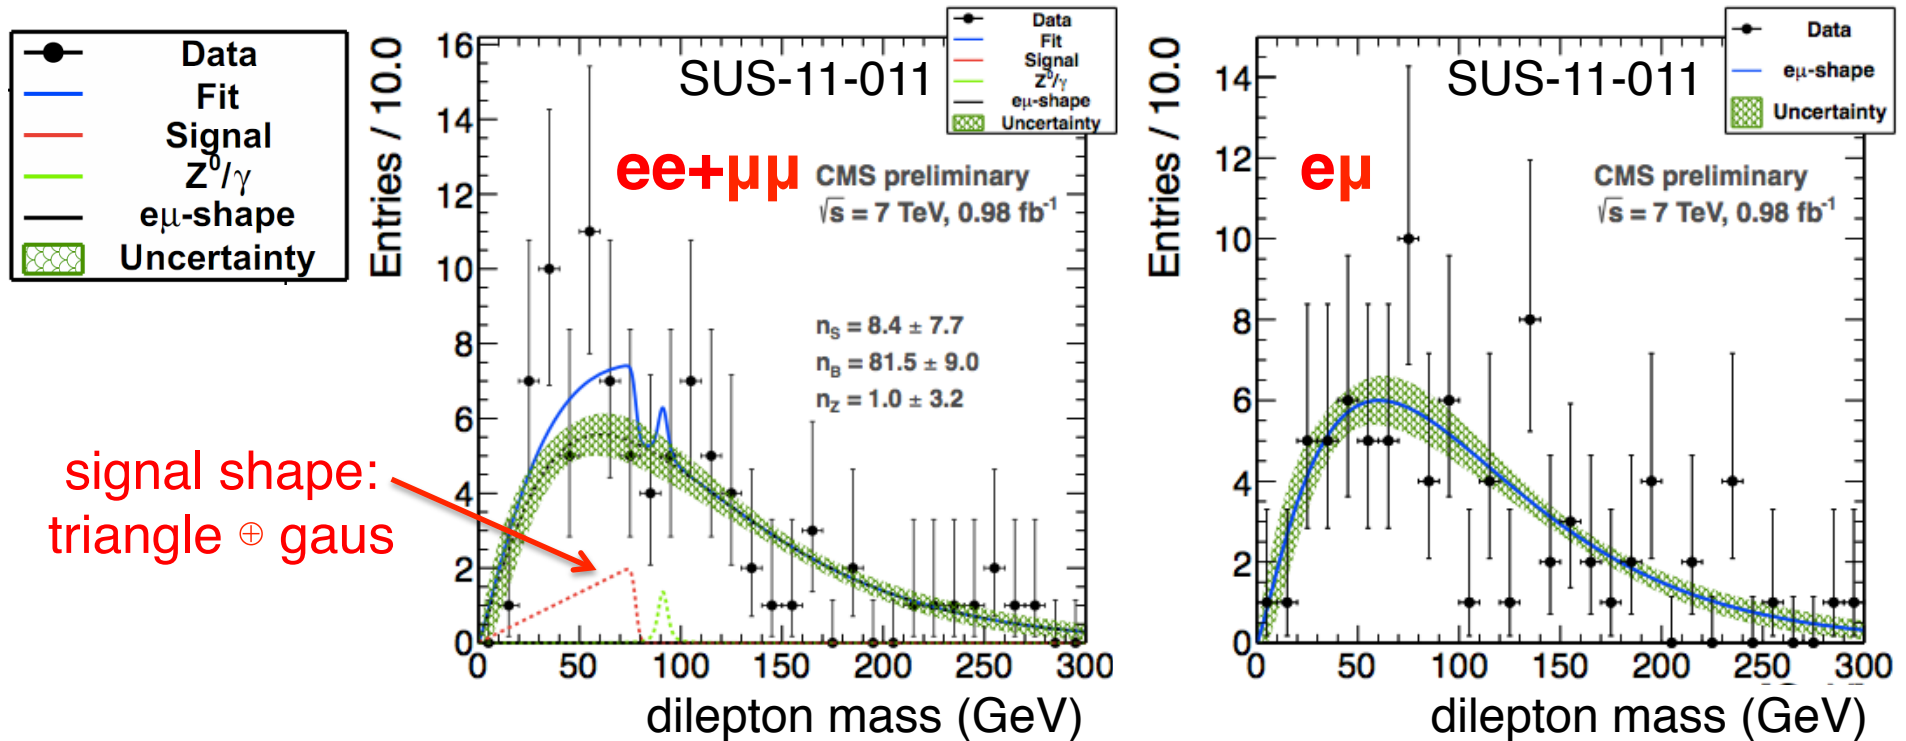 Data
Fit
Signal
Z⁰/γ
eμ-shape
Uncertainty
signal shape:
triangle ⊕ gaus
Entries / 10.0
16
14
12
10
8
6
4
2
0
SUS-11-011
Data
Fit
Signal
Z⁰/γ
eμ-shape
Uncertainty
ee+μμ
CMS preliminary
√s = 7 TeV, 0.98 fb⁻¹
n_S = 8.4 ± 7.7
n_B = 81.5 ± 9.0
n_Z = 1.0 ± 3.2
0 50 100 150 200 250 300
dilepton mass (GeV)
Entries / 10.0
14
12
10
8
6
4
2
0
SUS-11-011
Data
eμ-shape
Uncertainty
eμ
CMS preliminary
√s = 7 TeV, 0.98 fb⁻¹
0 50 100 150 200 250 300
dilepton mass (GeV)